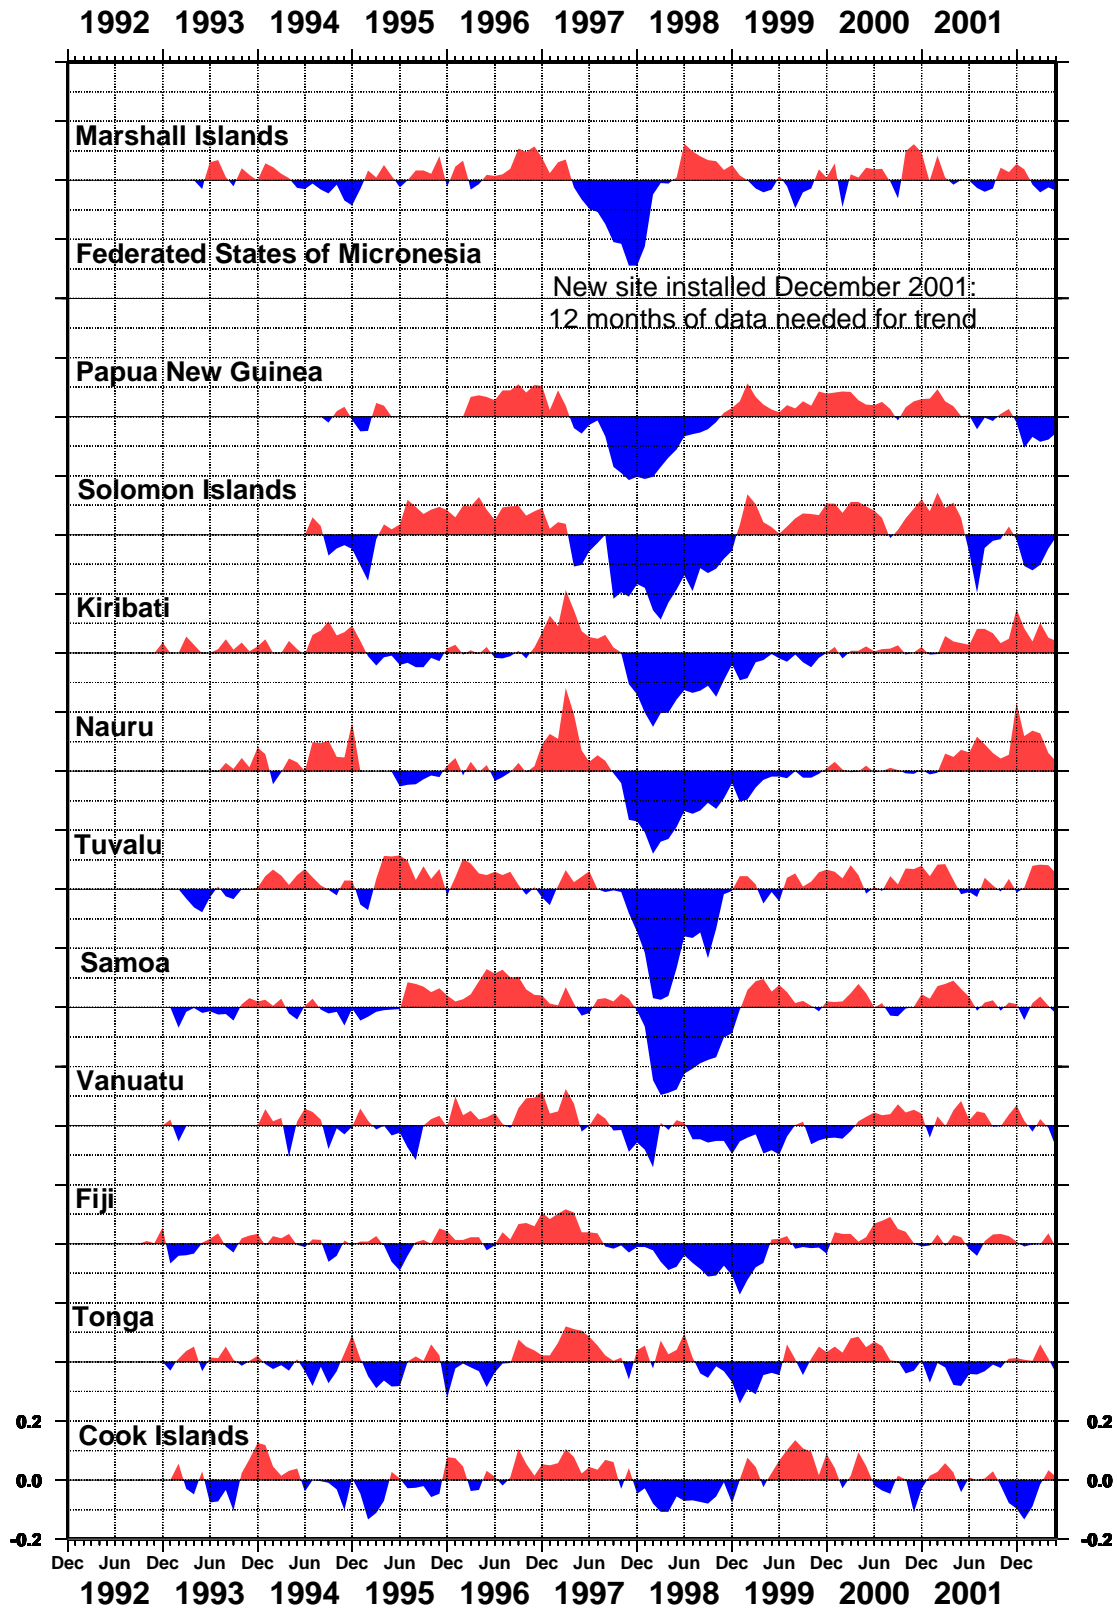 1992 1993 1994 1995 1996 1997 1998 1999 2000 2001
Marshall Islands
Federated States of Micronesia
New site installed December 2001:
12 months of data needed for trend
Papua New Guinea
Solomon Islands
Kiribati
Nauru
Tuvalu
Samoa
Vanuatu
Fiji
Tonga
0.2 0.2
Cook Islands
0.0 0.0
-0.2 -0.2
Dec Jun Dec Jun Dec Jun Dec Jun Dec Jun Dec Jun Dec Jun Dec Jun Dec Jun Dec Jun Dec
1992 1993 1994 1995 1996 1997 1998 1999 2000 2001